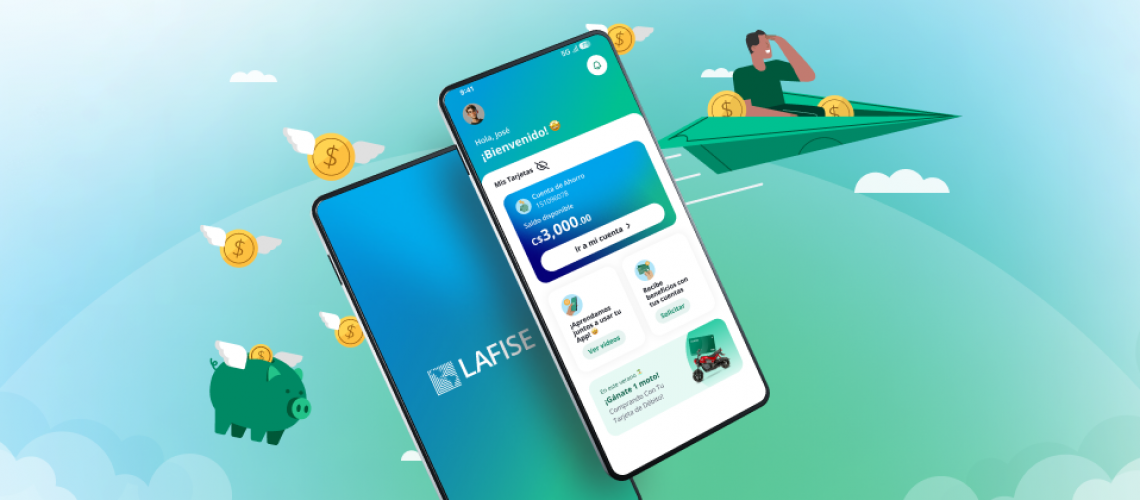 9:41
5G
Hola, José
¡Bienvenido!
Mis Tarjetas
Cuenta de Ahorro
151096078
Saldo disponible
C$3,000.00
Ir a mi cuenta
¡Aprendamos
juntos a usar tu
App!
Ver videos
Recibe
beneficios con
tus cuentas
Solicitar
En este verano
¡Gánate 1 moto!
Comprando Con Tu
Tarjeta de Débito!
LAFISE